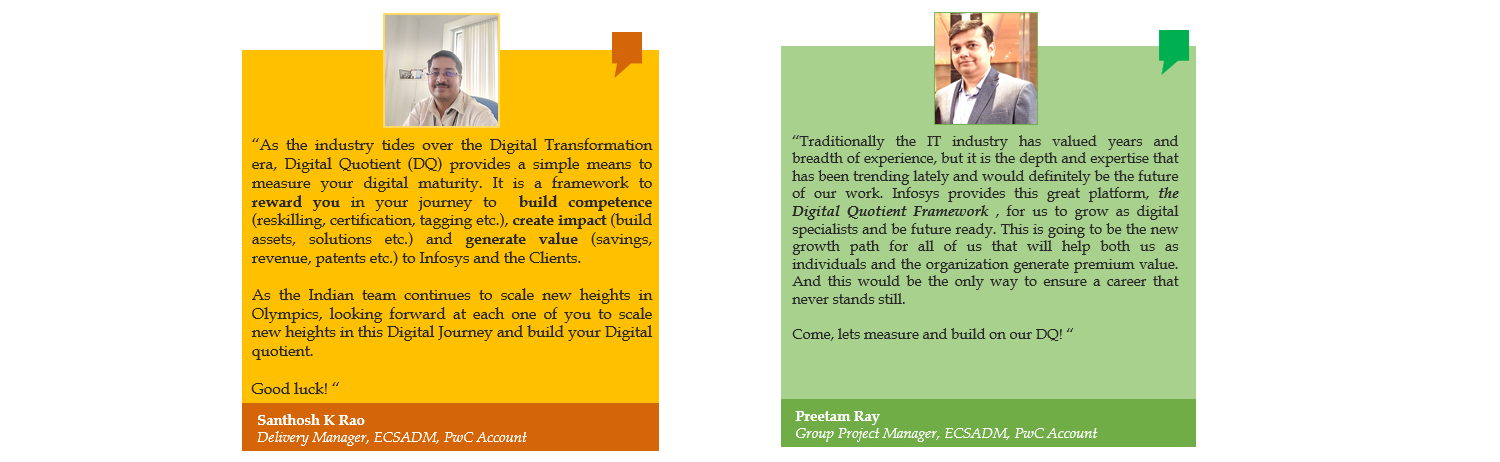 “As the industry tides over the Digital Transformation
era, Digital Quotient (DQ) provides a simple means to
measure your digital maturity. It is a framework to
reward you in your journey to build competence
(reskilling, certification, tagging etc.), create impact (build
assets, solutions etc.) and generate value (savings,
revenue, patents etc.) to Infosys and the Clients.
As the Indian team continues to scale new heights in
Olympics, looking forward at each one of you to scale
new heights in this Digital Journey and build your Digital
quotient.
Good luck! “
Santhosh K Rao
Delivery Manager, ECSADM, PwC Account
“Traditionally the IT industry has valued years and
breadth of experience, but it is the depth and expertise that
has been trending lately and would definitely be the future
of our work. Infosys provides this great platform, the
Digital Quotient Framework , for us to grow as digital
specialists and be future ready. This is going to be the new
growth path for all of us that will help both us as
individuals and the organization generate premium value.
And this would be the only way to ensure a career that
never stands still.
Come, lets measure and build on our DQ! “
Preetam Ray
Group Project Manager, ECSADM, PwC Account